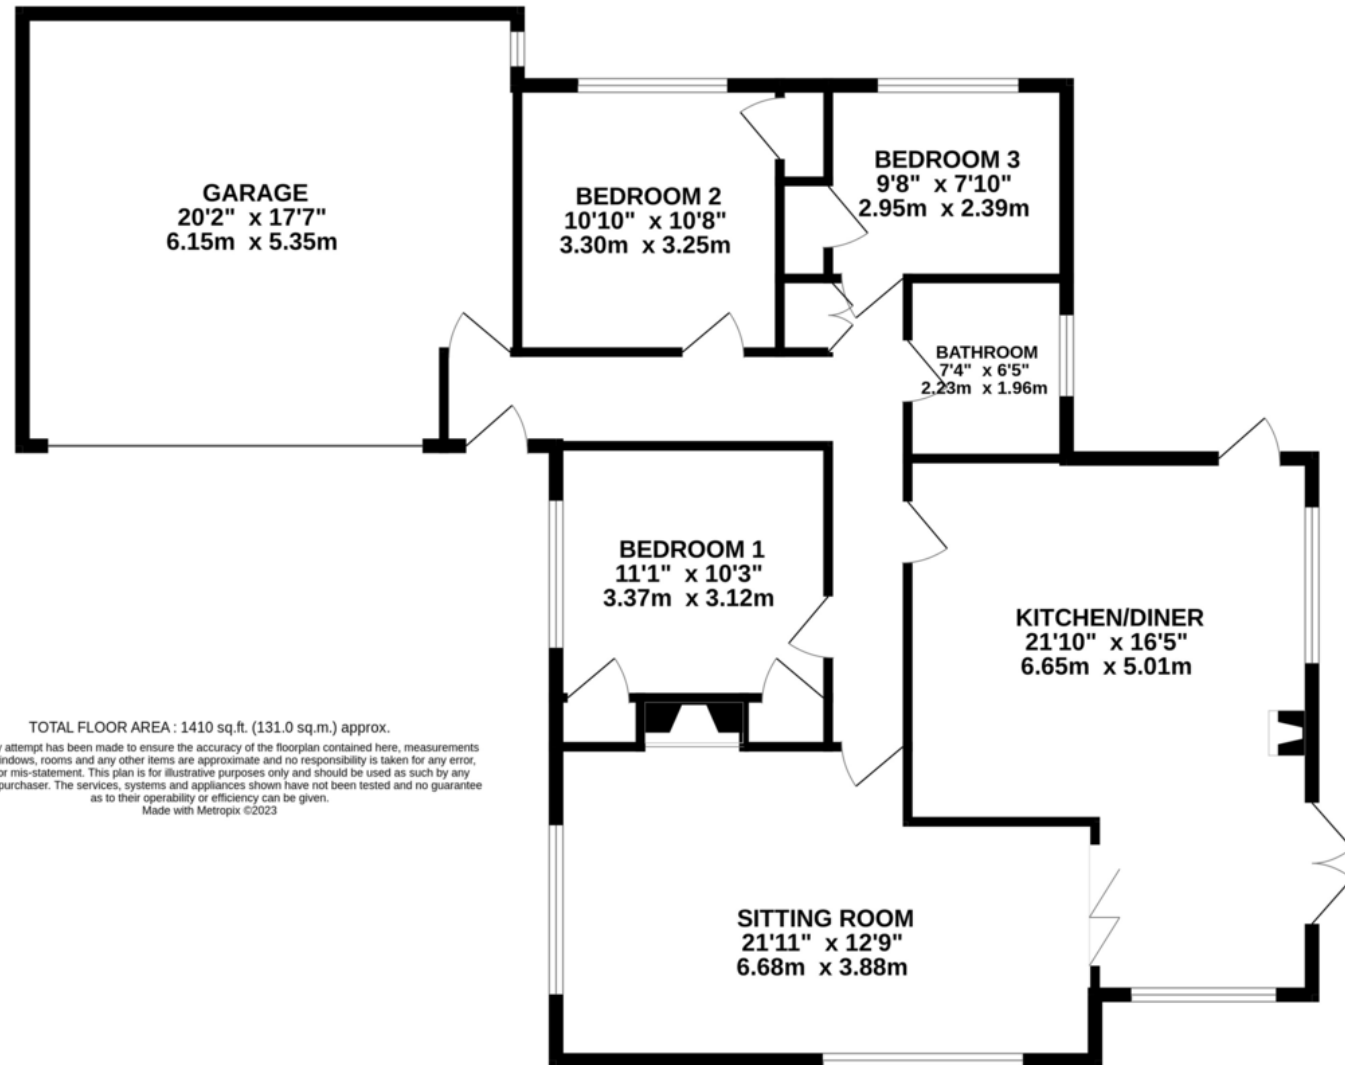 GARAGE
20'2" x 17'7"
6.15m x 5.35m
BEDROOM 2
10'10" x 10'8"
3.30m x 3.25m
BEDROOM 3
9'8" x 7'10"
2.95m x 2.39m
BATHROOM
7'4" x 6'5"
2.23m x 1.96m
BEDROOM 1
11'1" x 10'3"
3.37m x 3.12m
KITCHEN/DINER
21'10" x 16'5"
6.65m x 5.01m
SITTING ROOM
21'11" x 12'9"
6.68m x 3.88m
TOTAL FLOOR AREA : 1410 sq.ft. (131.0 sq.m.) approx.
attempt has been made to ensure the accuracy of the floorplan contained here, measurements
rooms and any other items are approximate and no responsibility is taken for any error,
or mis-statement. This plan is for illustrative purposes only and should be used as such by any
purchaser. The services, systems and appliances shown have not been tested and no guarantee
as to their operability or efficiency can be given.
Made with Metropix ©2023